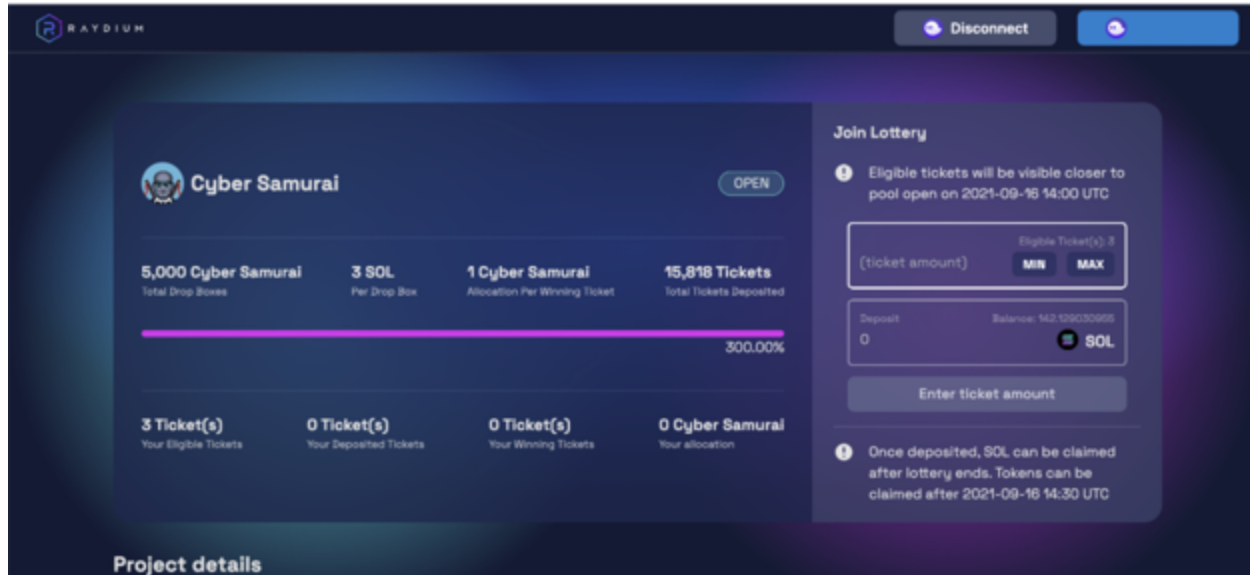 RAYDIUM
Disconnect
Cyber Samurai
OPEN
5,000 Cyber Samurai
Total Drop Boxes
3 SOL
Per Drop Box
1 Cyber Samurai
Allocation Per Winning Ticket
15,818 Tickets
Total Tickets Deposited
300.00%
3 Ticket(s)
Your Eligible Tickets
0 Ticket(s)
Your Deposited Tickets
0 Ticket(s)
Your Winning Tickets
0 Cyber Samurai
Your allocation
Join Lottery
Eligible tickets will be visible closer to
pool open on 2021-09-16 14:00 UTC
Eligible Ticket(s): 3
(ticket amount) MIN MAX
Deposit Balance: 142.129030955
0 SOL
Enter ticket amount
Once deposited, SOL can be claimed
after lottery ends. Tokens can be
claimed after 2021-09-16 14:30 UTC
Project details